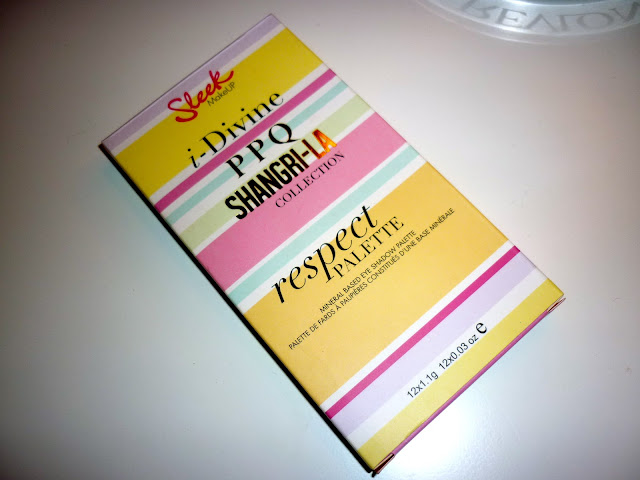 REVLON
Sleek
MakeUP
i-Divine
PPQ
SHANGRI-LA
COLLECTION
respect
PALETTE
MINERAL BASED EYE SHADOW PALETTE
PALETTE DE FARDS À PAUPIÈRES CONSTITUÉS D'UNE BASE MINÉRALE
12x1.1g 12x0.03 oz e